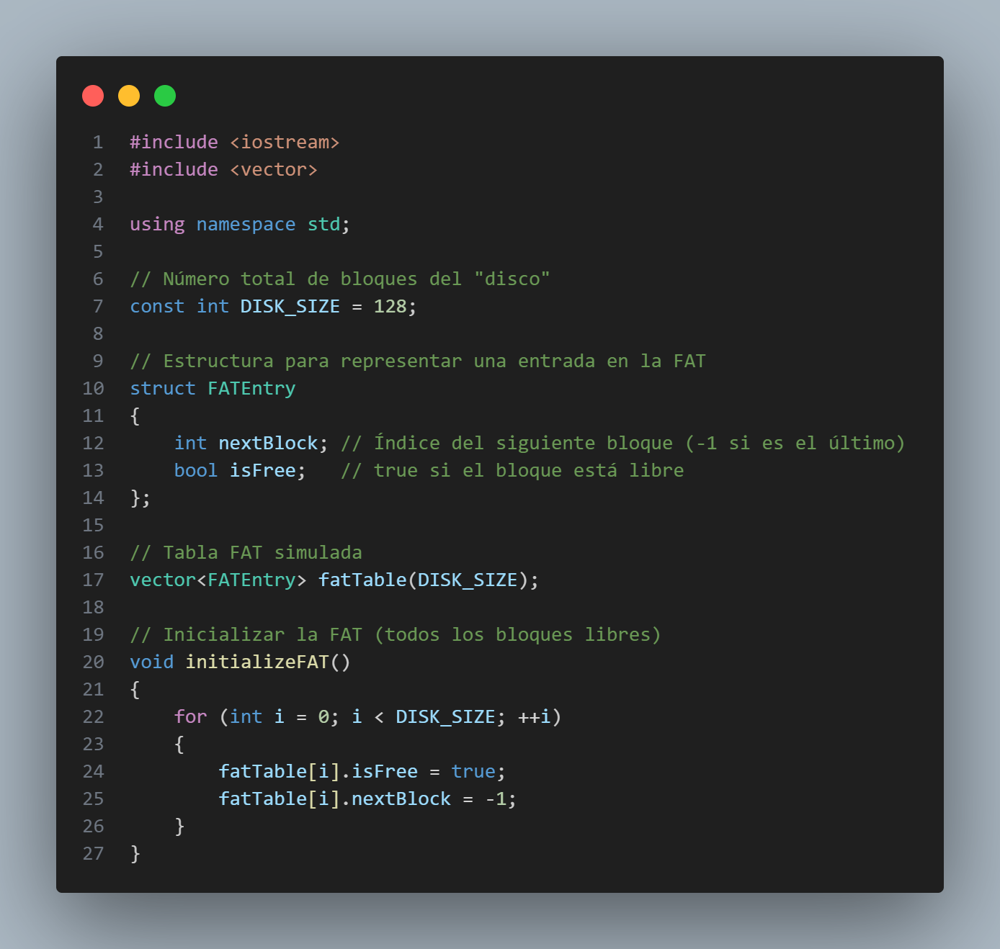 1 #include <iostream>
2 #include <vector>
3
4 using namespace std;
5
6 // Número total de bloques del "disco"
7 const int DISK_SIZE = 128;
8
9 // Estructura para representar una entrada en la FAT
10 struct FATEntry
11 {
12     int nextBlock; // Índice del siguiente bloque (-1 si es el último)
13     bool isFree;   // true si el bloque está libre
14 };
15
16 // Tabla FAT simulada
17 vector<FATEntry> fatTable(DISK_SIZE);
18
19 // Inicializar la FAT (todos los bloques libres)
20 void initializeFAT()
21 {
22     for (int i = 0; i < DISK_SIZE; ++i)
23     {
24         fatTable[i].isFree = true;
25         fatTable[i].nextBlock = -1;
26     }
27 }